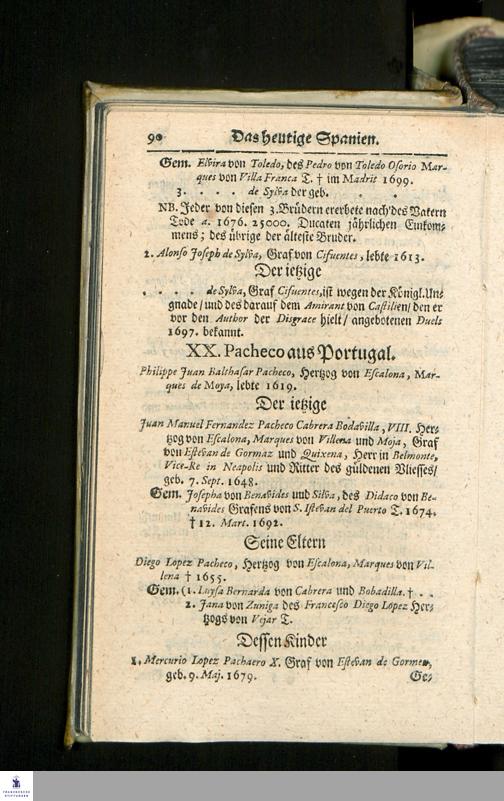 90 Das heutige Spanien.
Gem. Elvira von Toledo, des Pedro von Toledo Osorio Mar-
ques von Villa Franca T. † im Madrit 1699.
3. . . . . de Sylva der geb. . . .
NB. Jeder von diesen 3. Brüdern ererbete nach des Vatern
Tode a. 1676. 25000. Ducaten jährlichen Einkom-
mens; des übrige der älteste Bruder.
2. Alonso Joseph de Sylva, Graf von Cifuentes, lebte 1613.
Der ietzige
. . . . de Sylva, Graf Cifuentes, ist wegen der Königl. Un-
gnade/ und des darauf dem Amirant von Castilien/ den er
vor den Author der Disgrace hielt/ angebotenen Duels
1697. bekannt.
XX. Pacheco aus Portugal.
Philippe Juan Balthasar Pacheco, Hertzog von Escalona, Mar-
ques de Moya, lebte 1619.
Der ietzige
Juan Manuel Fernandez Pacheco Cabrera Bodavilla, VIII. Her-
tzog von Escalona, Marques von Villena und Moja, Graf
von Estevan de Gormaz und Quixena, Herr in Belmonte,
Vice-Re in Neapolis und Ritter des güldenen Vliesses/
geb. 7. Sept. 1648.
Gem. Josepha von Benavides und Silva, des Didaco von Be-
navides Grafens von S. Istevan del Puerto T. 1674.
† 12. Mart. 1692.
Seine Eltern
Diego Lopez Pacheco, Hertzog von Escalona, Marques von Vil-
lena † 1655.
Gem. (1. Luysa Bernarda von Cabrera und Bobadilla. † . .
2. Jana von Zuniga des Francesco Diego Lopez Her-
tzogs von Vejar T.
Dessen Kinder
1. Mercurio Lopez Pachaero X. Graf von Estevan de Gormen,
geb. 9. Maj. 1679.
Ge-
FRANCKESCHE
STIFTUNGEN